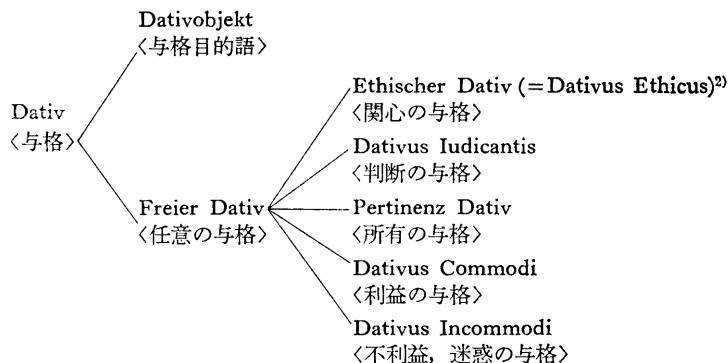 Dativobjekt
〈与格目的語〉
Dativ
〈与格〉
Freier Dativ
〈任意の与格〉
Ethischer Dativ (=Dativus Ethicus)²⁾
〈関心の与格〉
Dativus Iudicantis
〈判断の与格〉
Pertinenz Dativ
〈所有の与格〉
Dativus Commodi
〈利益の与格〉
Dativus Incommodi
〈不利益，迷惑の与格〉